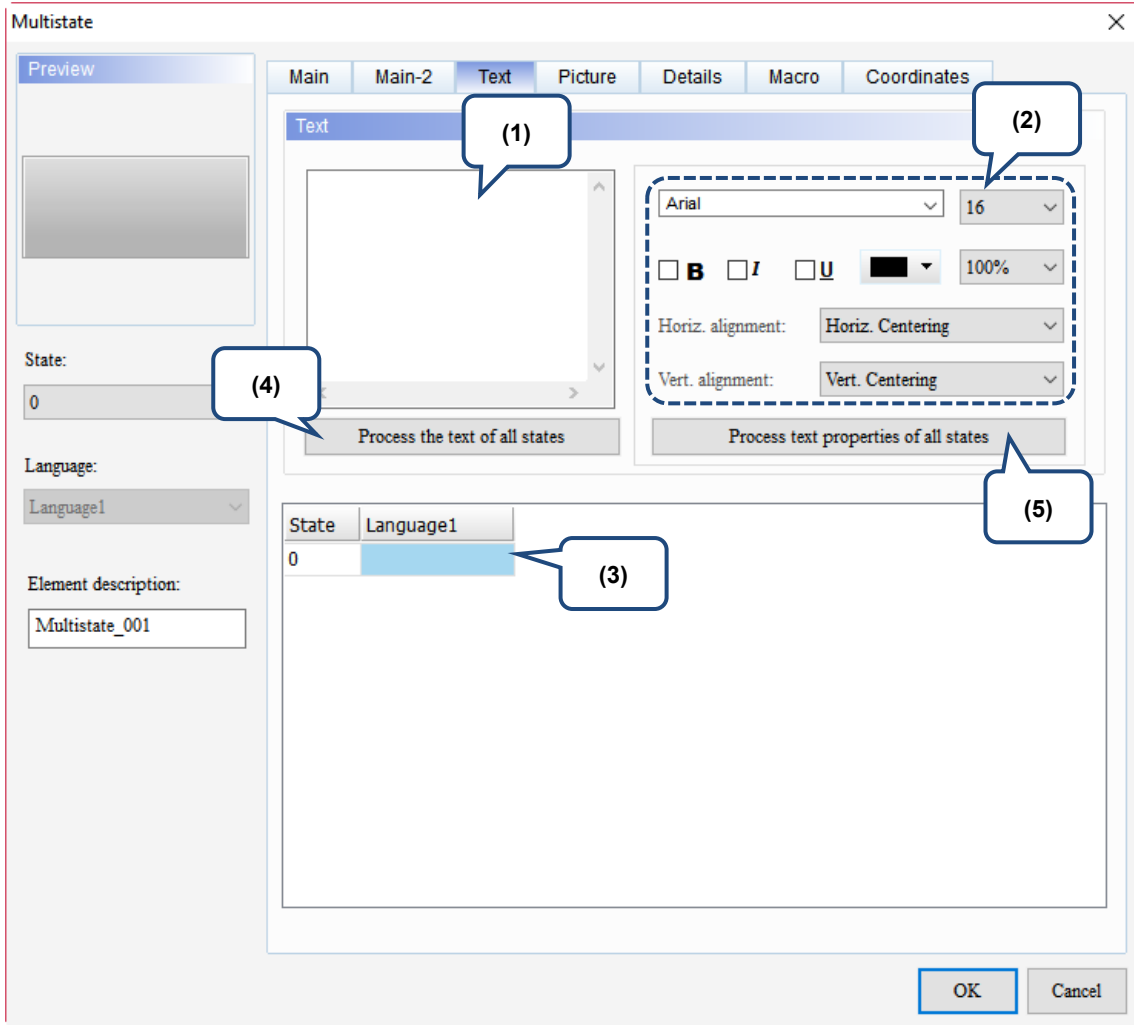 Multistate
Preview
Main Main-2 Text Picture Details Macro Coordinates
Text
(1)
(2)
Arial 16
B I U 100%
Horiz. alignment: Horiz. Centering
Vert. alignment: Vert. Centering
State:
0
(4)
Process the text of all states
Process text properties of all states
(5)
Language:
Language1
State Language1
0
(3)
Element description:
Multistate_001
OK Cancel